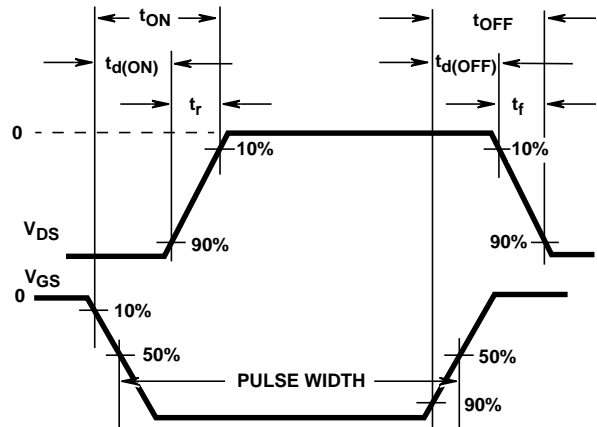 tON tOFF
td(ON) td(OFF)
tr tf
0
10% 10%
VDS 90% 90%
VGS
0
10%
50% 50%
PULSE WIDTH
90%